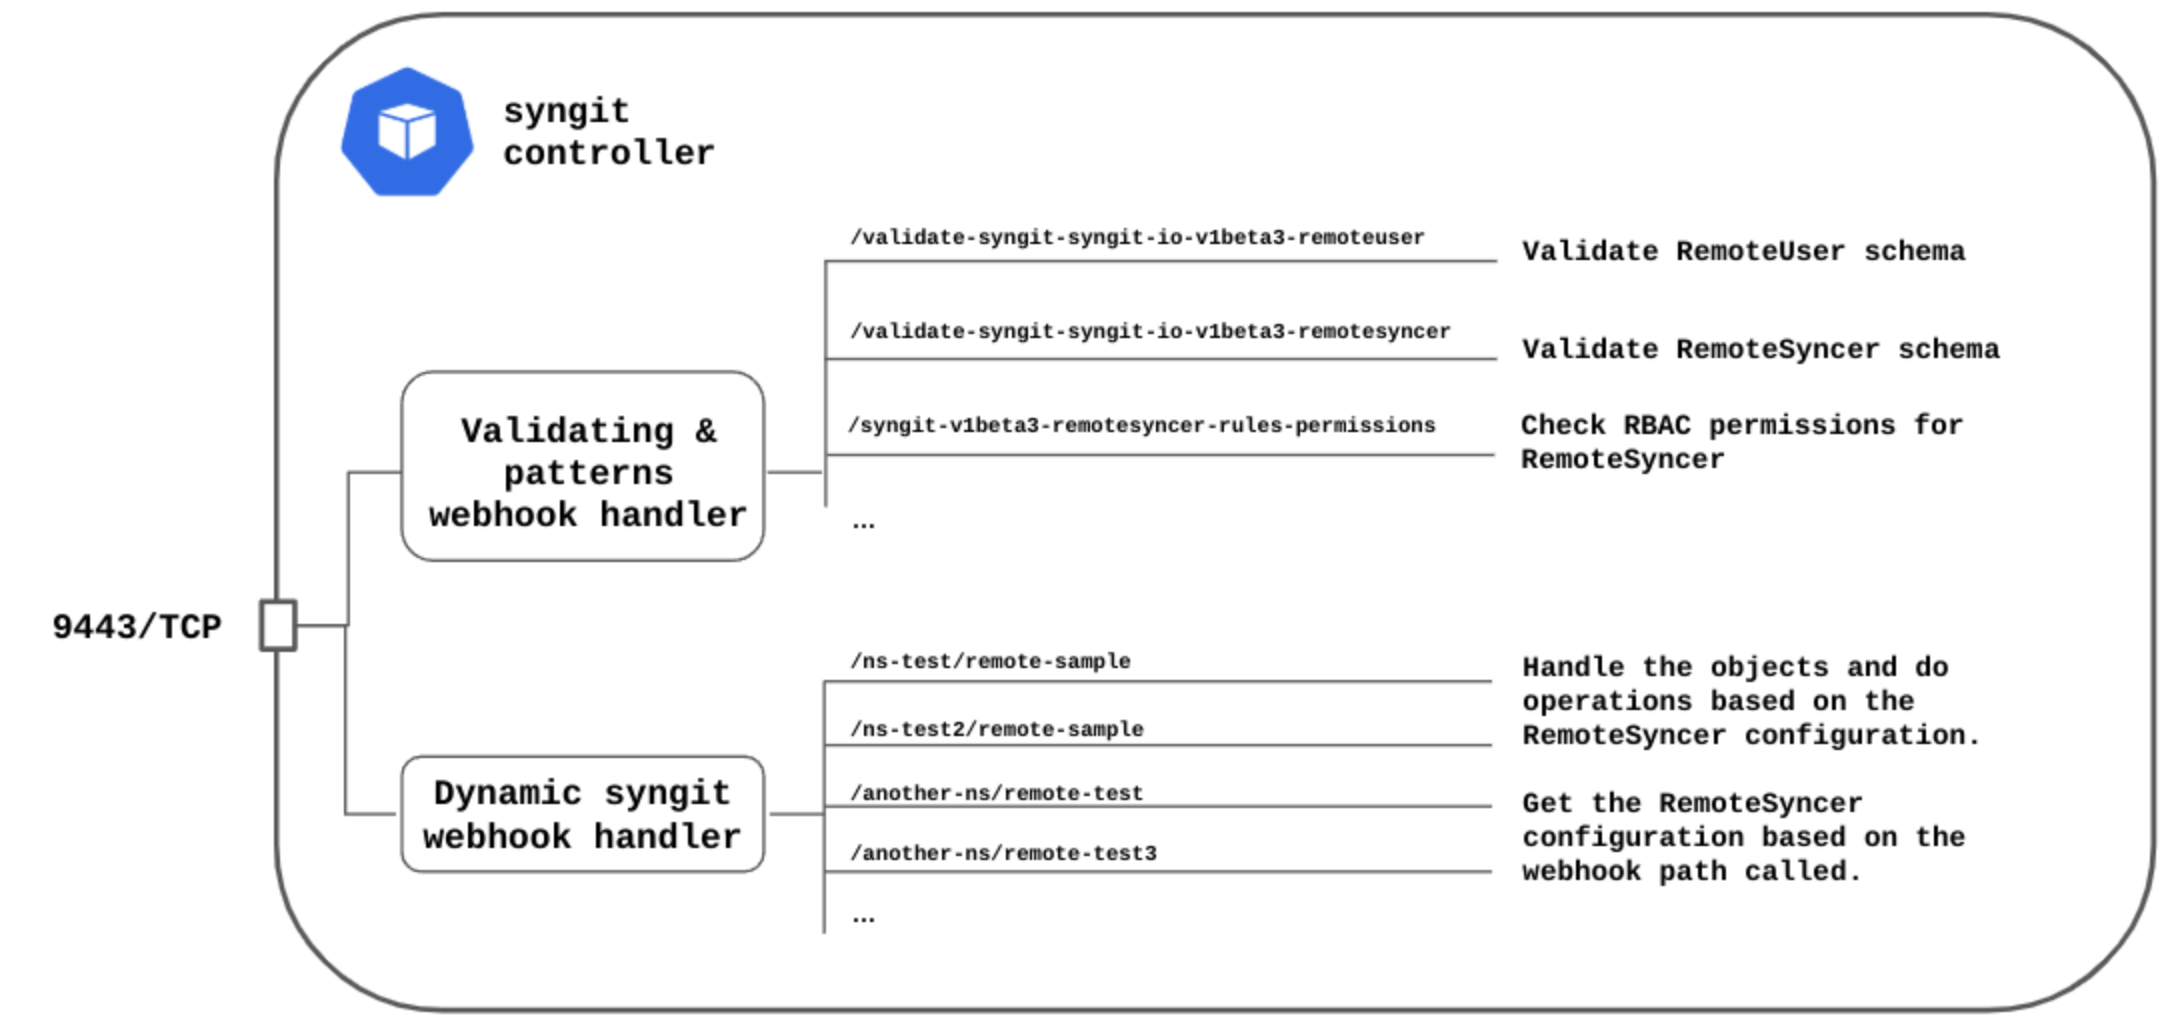 syngit
controller
/validate-syngit-syngit-io-v1beta3-remoteuser
Validate RemoteUser schema
/validate-syngit-syngit-io-v1beta3-remotesyncer
Validate RemoteSyncer schema
/syngit-v1beta3-remotesyncer-rules-permissions
Check RBAC permissions for
RemoteSyncer
...
Validating &
patterns
webhook handler
9443/TCP
Dynamic syngit
webhook handler
/ns-test/remote-sample
/ns-test2/remote-sample
/another-ns/remote-test
/another-ns/remote-test3
...
Handle the objects and do
operations based on the
RemoteSyncer configuration.
Get the RemoteSyncer
configuration based on the
webhook path called.